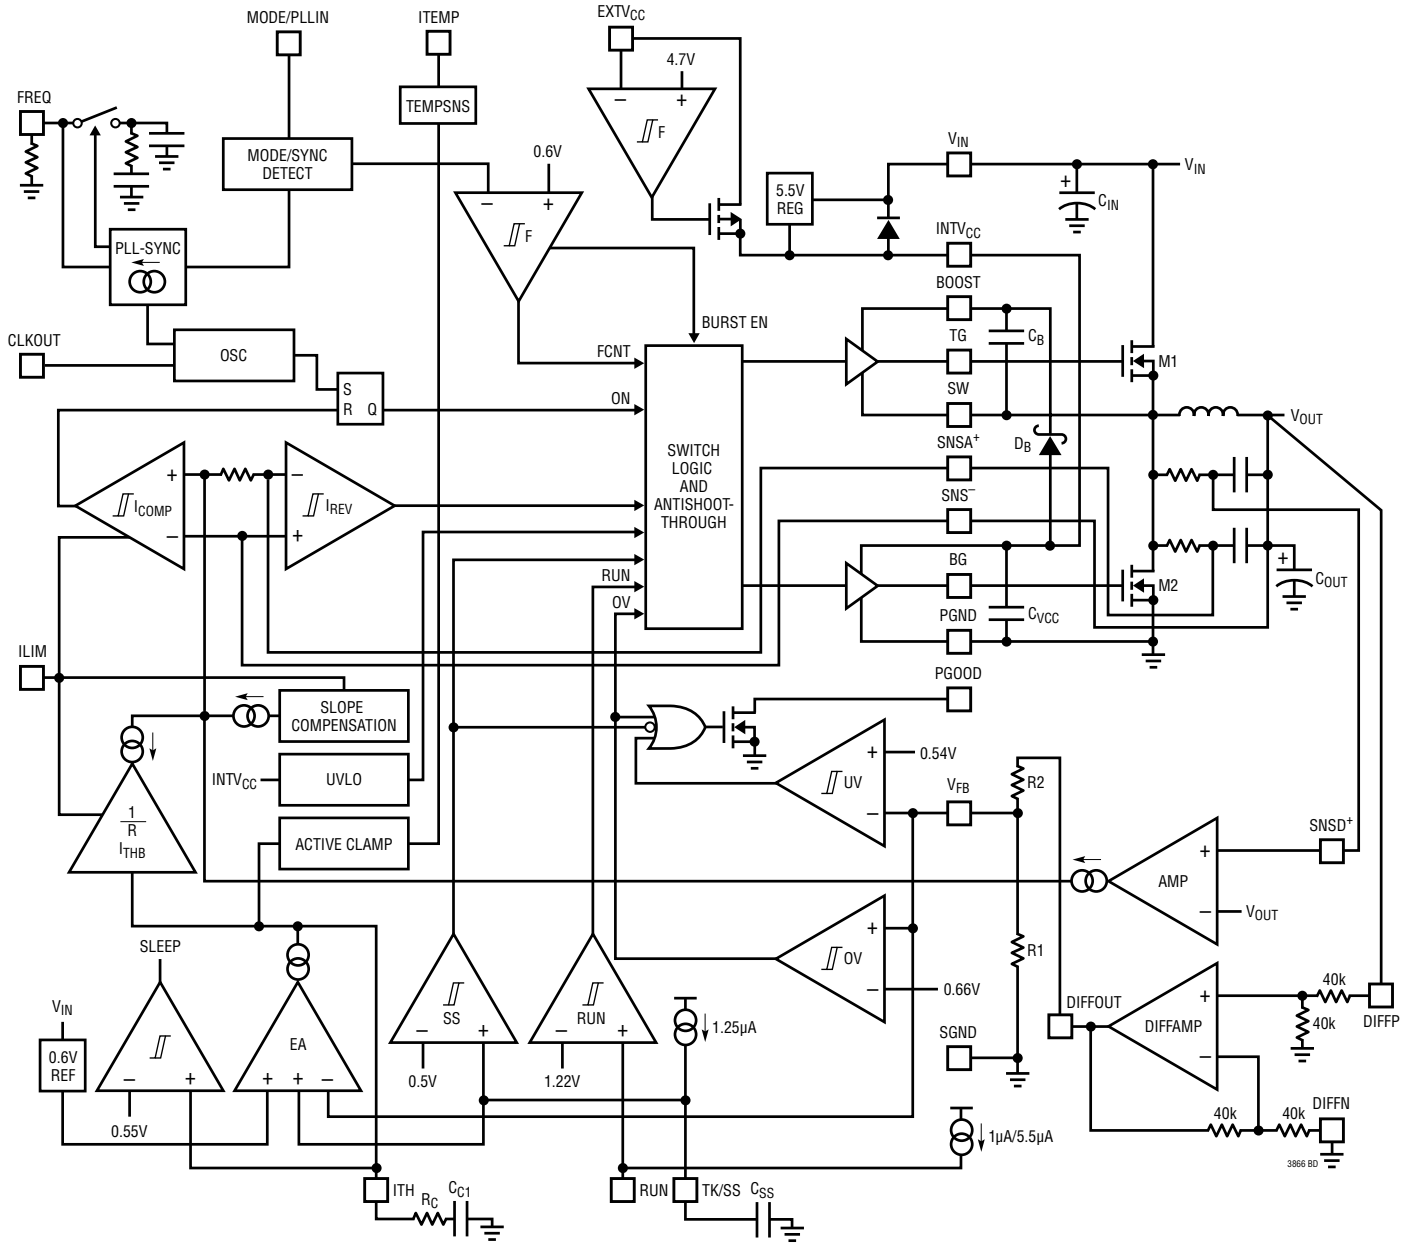 MODE/PLLIN
ITEMP
EXTVCC
4.7V
FREQ
TEMPSNS
–
+
F
MODE/SYNC
DETECT
0.6V
–
+
F
5.5V
REG
VIN
VIN
+
CIN
PLL-SYNC
INTVCC
BOOST
BURST EN
CB
CLKOUT
OSC
FCNT
TG
M1
S
R Q
ON
SW
VOUT
SNSA+
DB
SWITCH
LOGIC
AND
ANTISHOOT-
THROUGH
+
ICOMP
–
–
IREV
+
SNS–
RUN
OV
BG
M2
+
COUT
PGND
CVCC
ILIM
PGOOD
SLOPE
COMPENSATION
INTVCC
UVLO
+
0.54V
UV
–
VFB
R2
1
R
ITHB
ACTIVE CLAMP
SNSD+
+
AMP
–
VOUT
+
OV
–
0.66V
R1
SLEEP
VIN
0.6V
REF
–
+
0.55V
EA
+
+
–
SS
–
+
0.5V
RUN
–
+
1.22V
1.25µA
SGND
DIFFOUT
+
DIFFAMP
–
40k
40k
DIFFP
40k
40k
DIFFN
1µA/5.5µA
3866 BD
ITH
RC
CC1
RUN
TK/SS
CSS